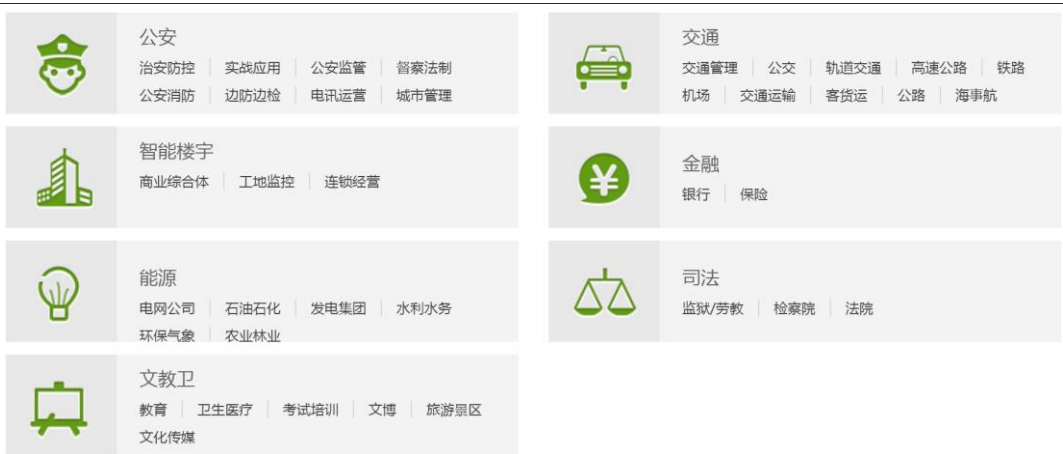 公安
治安防控 实战应用 公安监管 督察法制
公安消防 边防边检 电讯运营 城市管理
交通
交通管理 公交 轨道交通 高速公路 铁路
机场 交通运输 客货运 公路 海事航
智能楼宇
商业综合体 工地监控 连锁经营
金融
银行 保险
能源
电网公司 石油石化 发电集团 水利水务
环保气象 农业林业
司法
监狱/劳教 检察院 法院
文教卫
教育 卫生医疗 考试培训 文博 旅游景区
文化传媒